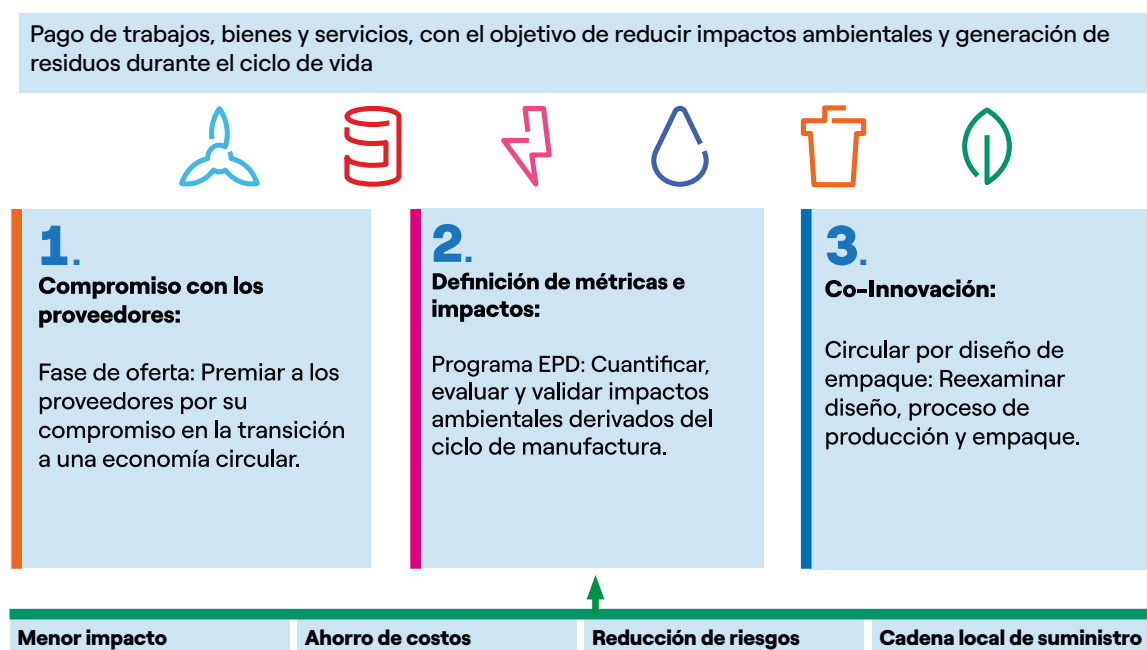 Pago de trabajos, bienes y servicios, con el objetivo de reducir impactos ambientales y generación de
residuos durante el ciclo de vida
1.
Compromiso con los
proveedores:
Fase de oferta: Premiar a los
proveedores por su
compromiso en la transición
a una economía circular.
2.
Definición de métricas e
impactos:
Programa EPD: Cuantificar,
evaluar y validar impactos
ambientales derivados del
ciclo de manufactura.
3.
Co-Innovación:
Circular por diseño de
empaque: Reexaminar
diseño, proceso de
producción y empaque.
Menor impacto
Ahorro de costos
Reducción de riesgos
Cadena local de suministro